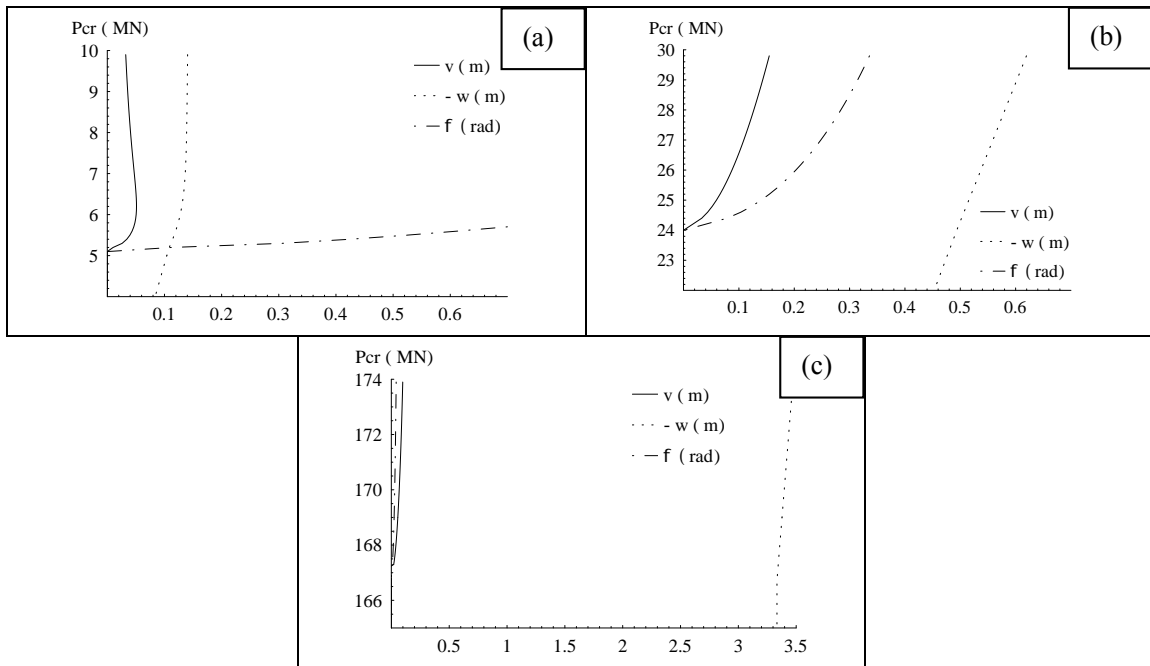 Pcr ( MN)
(a)
10
9
8
7
6
5
v ( m )
- w ( m )
f ( rad )
0.1 0.2 0.3 0.4 0.5 0.6
Pcr ( MN)
(b)
30
29
28
27
26
25
24
23
v ( m )
- w ( m )
f ( rad )
0.1 0.2 0.3 0.4 0.5 0.6
Pcr ( MN)
(c)
174
172
170
168
166
v ( m )
- w ( m )
f ( rad )
0.5 1 1.5 2 2.5 3 3.5